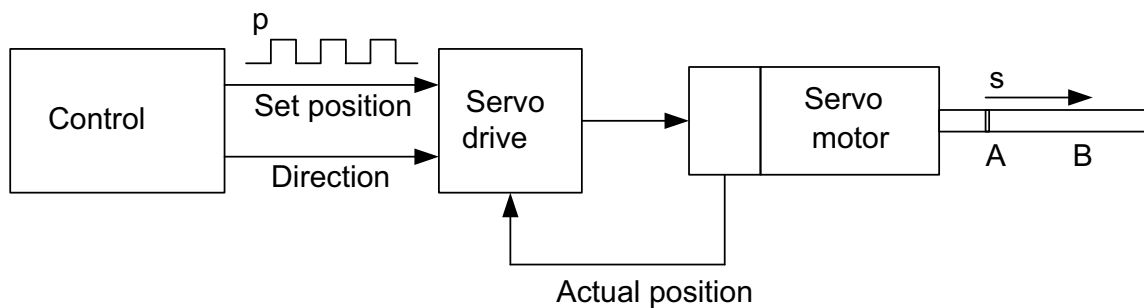 p
Control
Set position
Direction
Servo
drive
Servo
motor
s
A
B
Actual position